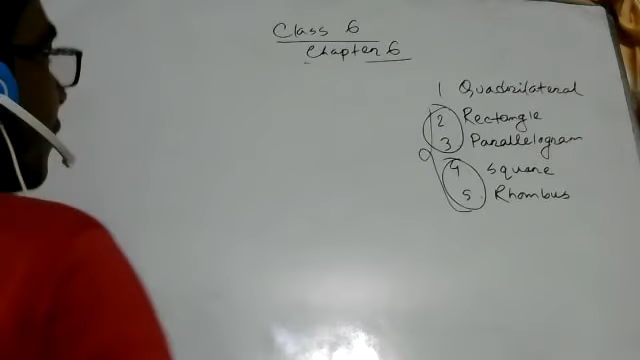 Class 6
Chapter 6
1 Quadrilateral
2 Rectangle
3 Parallelogram
4 Square
5 Rhombus